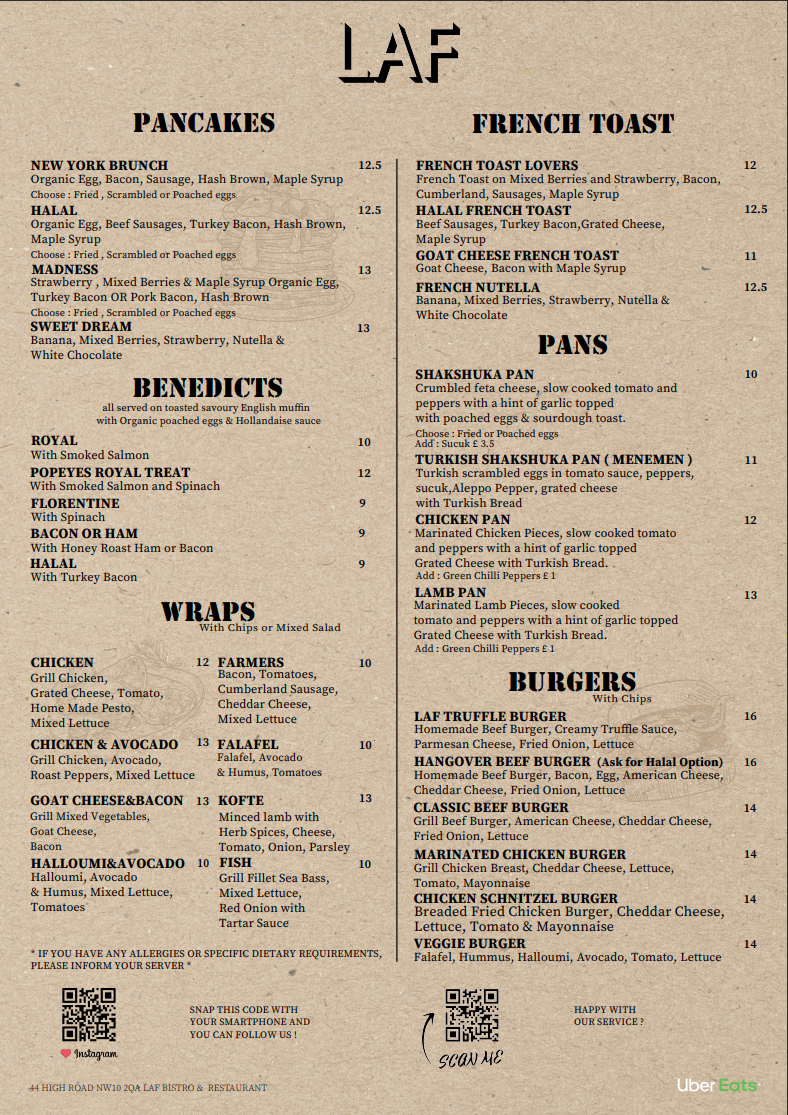 LAF
PANCAKES
NEW YORK BRUNCH 12.5
Organic Egg, Bacon, Sausage, Hash Brown, Maple Syrup
Choose : Fried , Scrambled or Poached eggs
HALAL 12.5
Organic Egg, Beef Sausages, Turkey Bacon, Hash Brown,
Maple Syrup
Choose : Fried , Scrambled or Poached eggs
MADNESS 13
Strawberry , Mixed Berries & Maple Syrup Organic Egg,
Turkey Bacon OR Pork Bacon, Hash Brown
Choose : Fried , Scrambled or Poached eggs
SWEET DREAM 13
Banana, Mixed Berries, Strawberry, Nutella &
White Chocolate
BENEDICTS
all served on toasted savoury English muffin
with Organic poached eggs & Hollandaise sauce
ROYAL 10
With Smoked Salmon
POPEYES ROYAL TREAT 12
With Smoked Salmon and Spinach
FLORENTINE 9
With Spinach
BACON OR HAM 9
With Honey Roast Ham or Bacon
HALAL 9
With Turkey Bacon
WRAPS
With Chips or Mixed Salad
CHICKEN 12
Grill Chicken,
Grated Cheese, Tomato,
Home Made Pesto,
Mixed Lettuce
CHICKEN & AVOCADO 13
Grill Chicken, Avocado,
Roast Peppers, Mixed Lettuce
GOAT CHEESE&BACON 13
Grill Mixed Vegetables,
Goat Cheese,
Bacon
HALLOUMI&AVOCADO 10
Halloumi, Avocado
& Humus, Mixed Lettuce,
Tomatoes
FARMERS 10
Bacon, Tomatoes,
Cumberland Sausage,
Cheddar Cheese,
Mixed Lettuce
FALAFEL 10
Falafel, Avocado
& Humus, Tomatoes
KOFTE 13
Minced lamb with
Herb Spices, Cheese,
Tomato, Onion, Parsley
FISH 10
Grill Fillet Sea Bass,
Mixed Lettuce,
Red Onion with
Tartar Sauce
* IF YOU HAVE ANY ALLERGIES OR SPECIFIC DIETARY REQUIREMENTS,
PLEASE INFORM YOUR SERVER *
FRENCH TOAST
FRENCH TOAST LOVERS 12
French Toast on Mixed Berries and Strawberry, Bacon,
Cumberland, Sausages, Maple Syrup
HALAL FRENCH TOAST 12.5
Beef Sausages, Turkey Bacon,Grated Cheese,
Maple Syrup
GOAT CHEESE FRENCH TOAST 11
Goat Cheese, Bacon with Maple Syrup
FRENCH NUTELLA 12.5
Banana, Mixed Berries, Strawberry, Nutella &
White Chocolate
PANS
SHAKSHUKA PAN 10
Crumbled feta cheese, slow cooked tomato and
peppers with a hint of garlic topped
with poached eggs & sourdough toast.
Choose : Fried or Poached eggs
Add : Sucuk £ 3.5
TURKISH SHAKSHUKA PAN ( MENEMEN ) 11
Turkish scrambled eggs in tomato sauce, peppers,
sucuk,Aleppo Pepper, grated cheese
with Turkish Bread
CHICKEN PAN 12
Marinated Chicken Pieces, slow cooked tomato
and peppers with a hint of garlic topped
Grated Cheese with Turkish Bread.
Add : Green Chilli Peppers £ 1
LAMB PAN 13
Marinated Lamb Pieces, slow cooked
tomato and peppers with a hint of garlic topped
Grated Cheese with Turkish Bread.
Add : Green Chilli Peppers £ 1
BURGERS
With Chips
LAF TRUFFLE BURGER 16
Homemade Beef Burger, Creamy Truffle Sauce,
Parmesan Cheese, Fried Onion, Lettuce
HANGOVER BEEF BURGER (Ask for Halal Option) 16
Homemade Beef Burger, Bacon, Egg, American Cheese,
Cheddar Cheese, Fried Onion, Lettuce
CLASSIC BEEF BURGER 14
Grill Beef Burger, American Cheese, Cheddar Cheese,
Fried Onion, Lettuce
MARINATED CHICKEN BURGER 14
Grill Chicken Breast, Cheddar Cheese, Lettuce,
Tomato, Mayonnaise
CHICKEN SCHNITZEL BURGER 14
Breaded Fried Chicken Burger, Cheddar Cheese,
Lettuce, Tomato & Mayonnaise
VEGGIE BURGER 14
Falafel, Hummus, Halloumi, Avocado, Tomato, Lettuce
SNAP THIS CODE WITH
YOUR SMARTPHONE AND
YOU CAN FOLLOW US !
Instagram
SCAN ME
HAPPY WITH
OUR SERVICE ?
44 HIGH ROAD NW10 2QA LAF BISTRO & RESTAURANT
Uber Eats